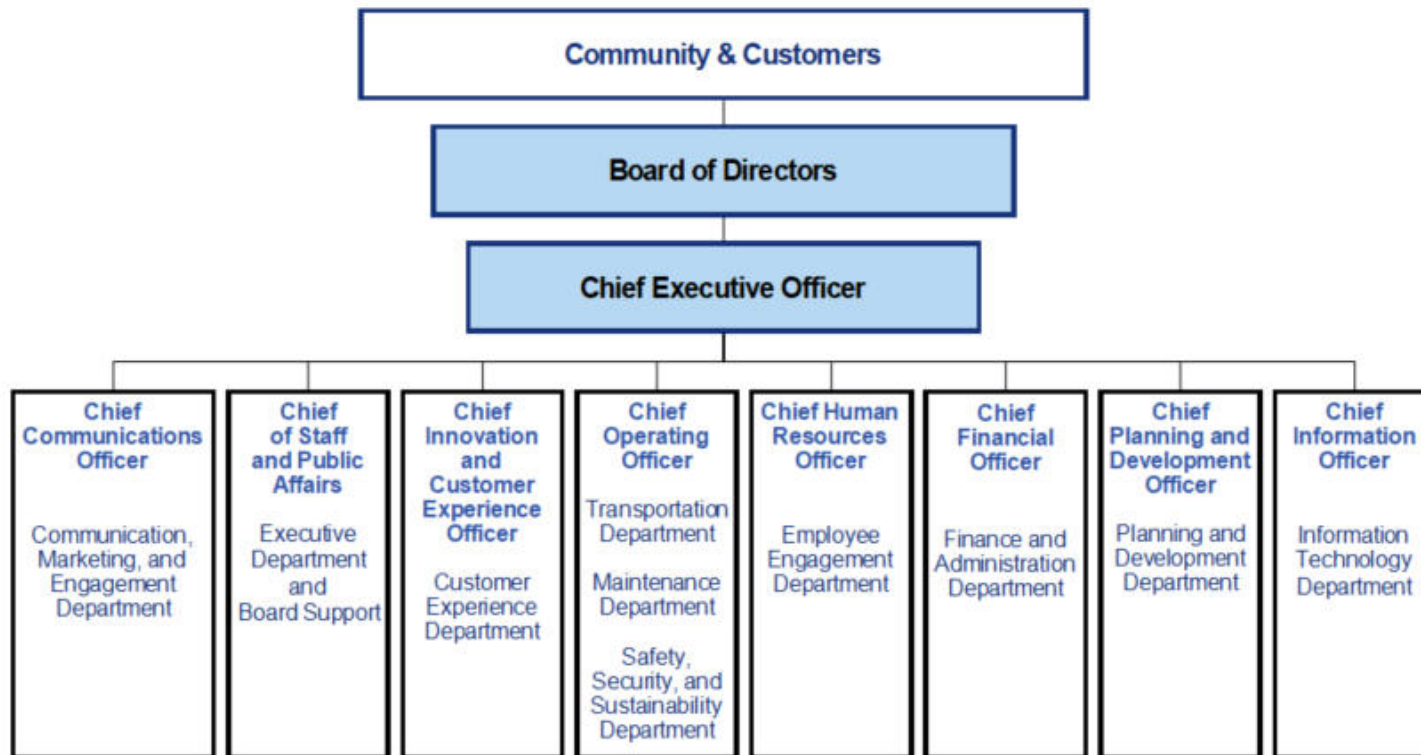 Community & Customers
Board of Directors
Chief Executive Officer
Chief
Communications
Officer
Communication,
Marketing, and
Engagement
Department
Chief
of Staff
and Public
Affairs
Executive
Department
and
Board Support
Chief
Innovation
and
Customer
Experience
Officer
Customer
Experience
Department
Chief
Operating
Officer
Transportation
Department
Maintenance
Department
Safety,
Security, and
Sustainability
Department
Chief Human
Resources
Officer
Employee
Engagement
Department
Chief
Financial
Officer
Finance and
Administration
Department
Chief
Planning and
Development
Officer
Planning and
Development
Department
Chief
Information
Officer
Information
Technology
Department